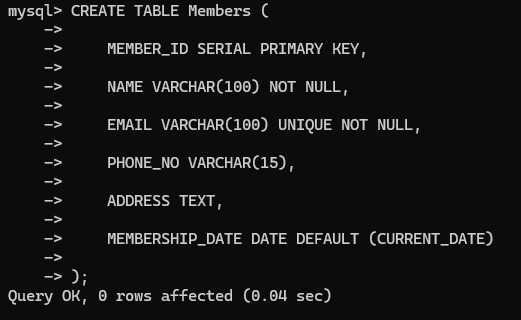 mysql> CREATE TABLE Members (
    ->
    ->     MEMBER_ID SERIAL PRIMARY KEY,
    ->
    ->     NAME VARCHAR(100) NOT NULL,
    ->
    ->     EMAIL VARCHAR(100) UNIQUE NOT NULL,
    ->
    ->     PHONE_NO VARCHAR(15),
    ->
    ->     ADDRESS TEXT,
    ->
    ->     MEMBERSHIP_DATE DATE DEFAULT (CURRENT_DATE)
    ->
    -> );
Query OK, 0 rows affected (0.04 sec)